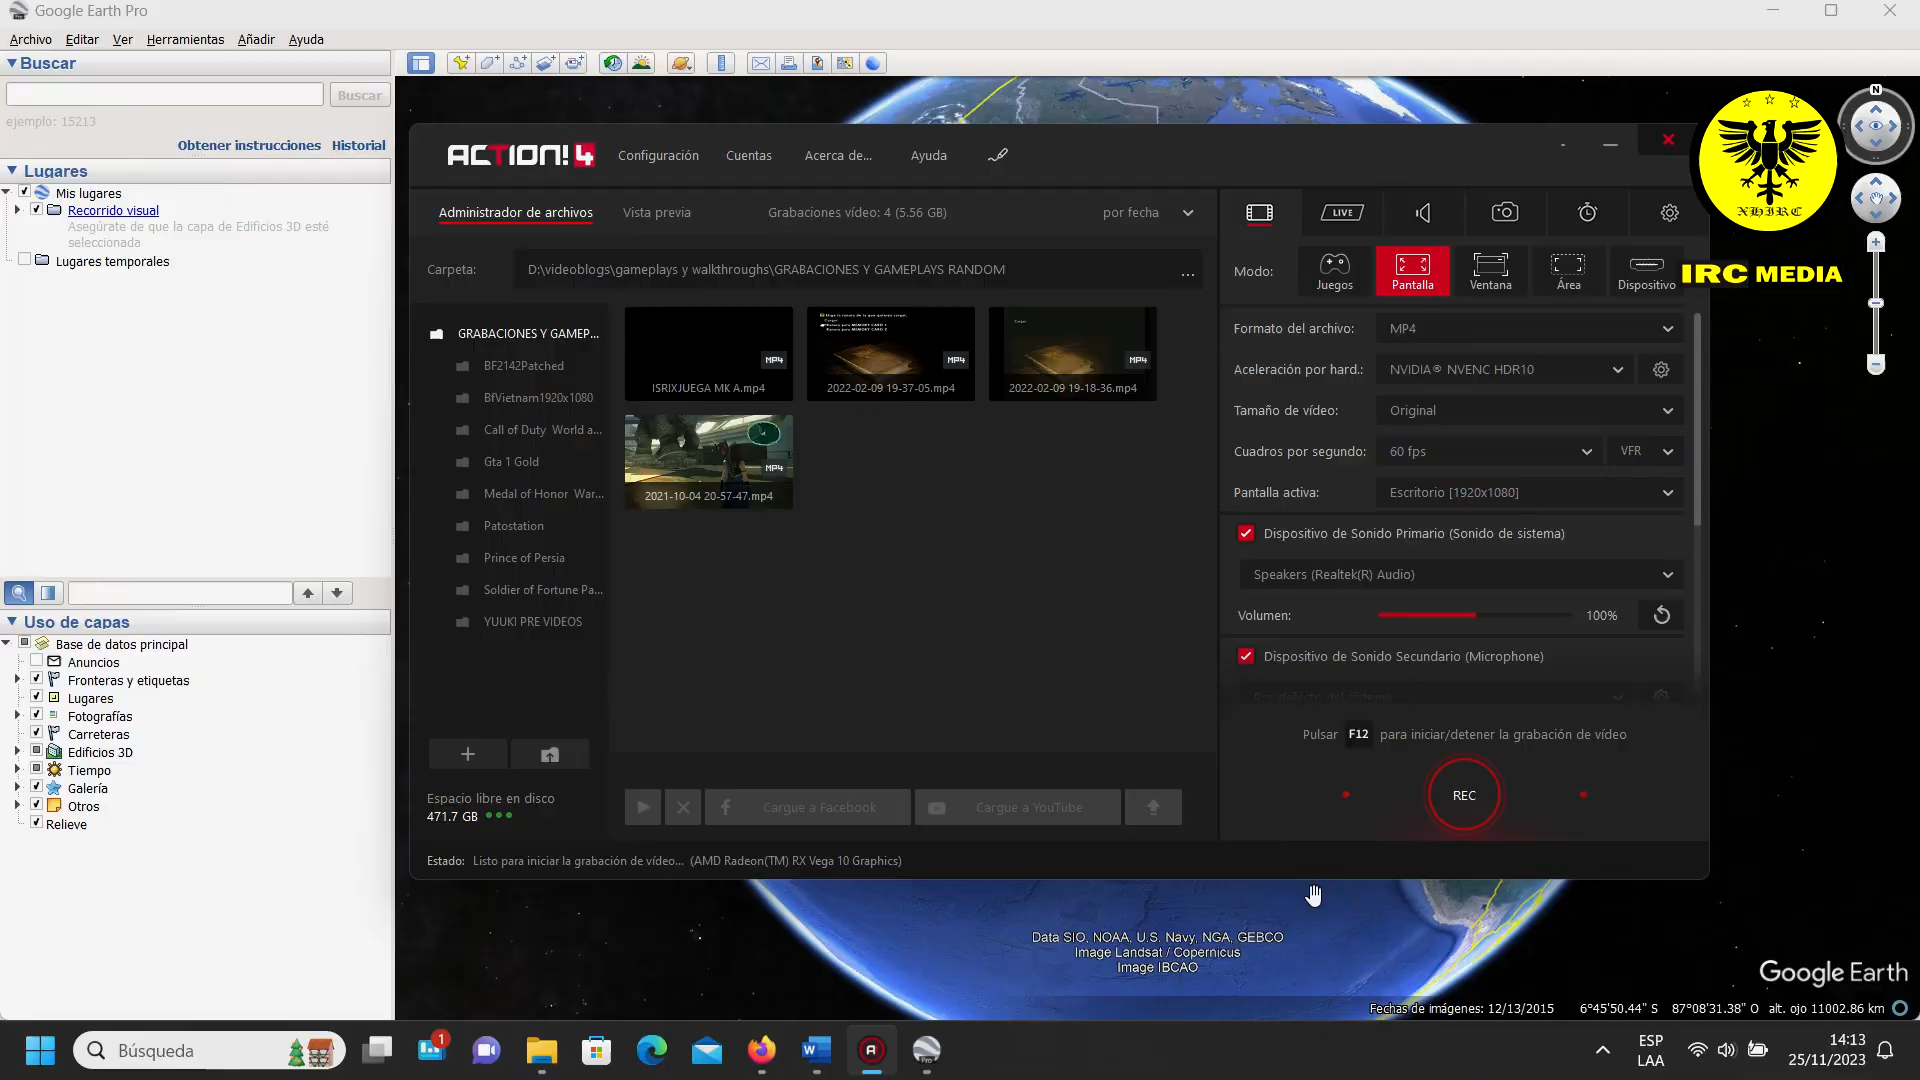 Google Earth Pro
Archivo Editar Ver Herramientas Añadir Ayuda
Buscar
Buscar
ejemplo: 15213
Obtener instrucciones Historial
Lugares
Mis lugares
Recorrido visual
Asegúrate de que la capa de Edificios 3D esté
seleccionada
Lugares temporales
Uso de capas
Base de datos principal
Anuncios
Fronteras y etiquetas
Lugares
Fotografías
Carreteras
Edificios 3D
Tiempo
Galería
Otros
Relieve
ACTION! 4 Configuración Cuentas Acerca de... Ayuda
Administrador de archivos Vista previa Grabaciones vídeo: 4 (5.56 GB) por fecha
Carpeta: D:\videoblogs\gameplays y walkthroughs\GRABACIONES Y GAMEPLAYS RANDOM ...
GRABACIONES Y GAMEP...
BF2142Patched
BfVietnam1920x1080
Call of Duty World a...
Gta 1 Gold
Medal of Honor War...
Patostation
Prince of Persia
Soldier of Fortune Pa...
YUUKI PRE VIDEOS
MP4
ISRIXJUEGA MK A.mp4
MP4
2022-02-09 19-37-05.mp4
Cargar
MP4
2022-02-09 19-18-36.mp4
MP4
2021-10-04 20-57-47.mp4
Espacio libre en disco
471.7 GB
Cargue a Facebook Cargue a YouTube
Estado: Listo para iniciar la grabación de vídeo... (AMD Radeon(TM) RX Vega 10 Graphics)
LIVE
Modo: Juegos Pantalla Ventana Área Dispositivo
Formato del archivo: MP4
Aceleración por hard.: NVIDIA® NVENC HDR10
Tamaño de vídeo: Original
Cuadros por segundo: 60 fps VFR
Pantalla activa: Escritorio [1920x1080]
Dispositivo de Sonido Primario (Sonido de sistema)
Speakers (Realtek(R) Audio)
Volumen: 100%
Dispositivo de Sonido Secundario (Microphone)
Por defecto del sistema
Pulsar F12 para iniciar/detener la grabación de vídeo
REC
XHIRC
IRC MEDIA
N
Data SIO, NOAA, U.S. Navy, NGA, GEBCO
Image Landsat / Copernicus
Image IBCAO
Google Earth
Fechas de imágenes: 12/13/2015 6°45'50.44" S 87°08'31.38" O alt. ojo 11002.86 km
Búsqueda
1
Pro
ESP
LAA
14:13
25/11/2023